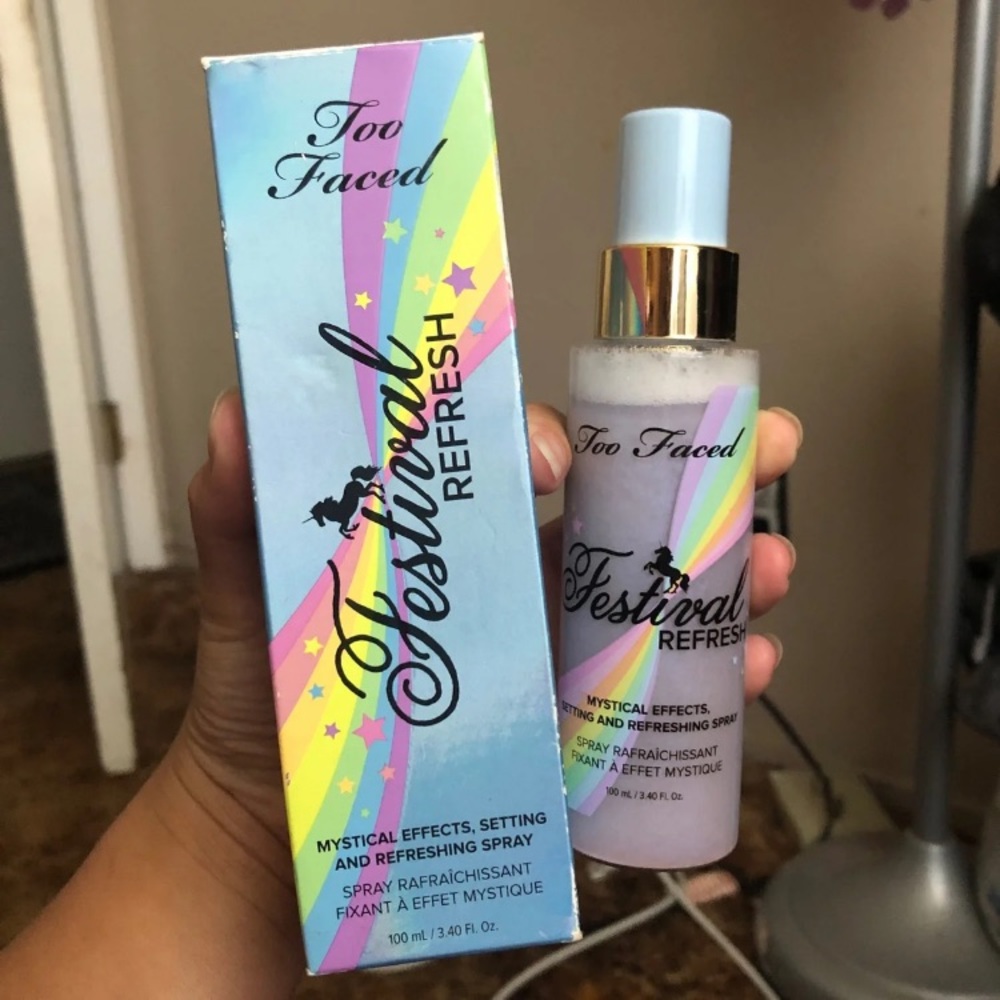 Too
Faced
Festival
REFRESH
MYSTICAL EFFECTS, SETTING
AND REFRESHING SPRAY
SPRAY RAFRAÎCHISSANT
FIXANT À EFFET MYSTIQUE
100 mL / 3.40 Fl. Oz.
Too Faced
Festival
REFRESH
MYSTICAL EFFECTS,
SETTING AND REFRESHING SPRAY
SPRAY RAFRAÎCHISSANT
FIXANT À EFFET MYSTIQUE
100 mL / 3.40 Fl. Oz.